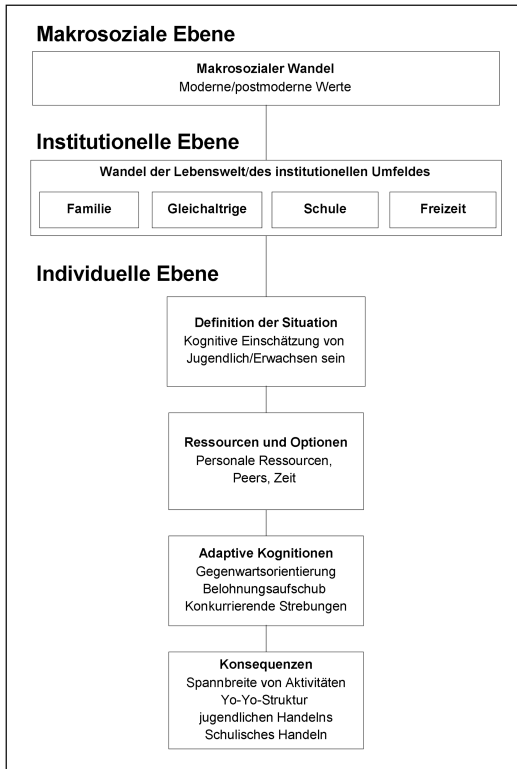 Makrosoziale Ebene
Makrosozialer Wandel
Moderne/postmoderne Werte
Institutionelle Ebene
Wandel der Lebenswelt/des institutionellen Umfeldes
Familie
Gleichaltrige
Schule
Freizeit
Individuelle Ebene
Definition der Situation
Kognitive Einschätzung von
Jugendlich/Erwachsen sein
Ressourcen und Optionen
Personale Ressourcen,
Peers, Zeit
Adaptive Kognitionen
Gegenwartsorientierung
Belohnungsaufschub
Konkurrierende Strebungen
Konsequenzen
Spannbreite von Aktivitäten
Yo-Yo-Struktur
jugendlichen Handelns
Schulisches Handeln